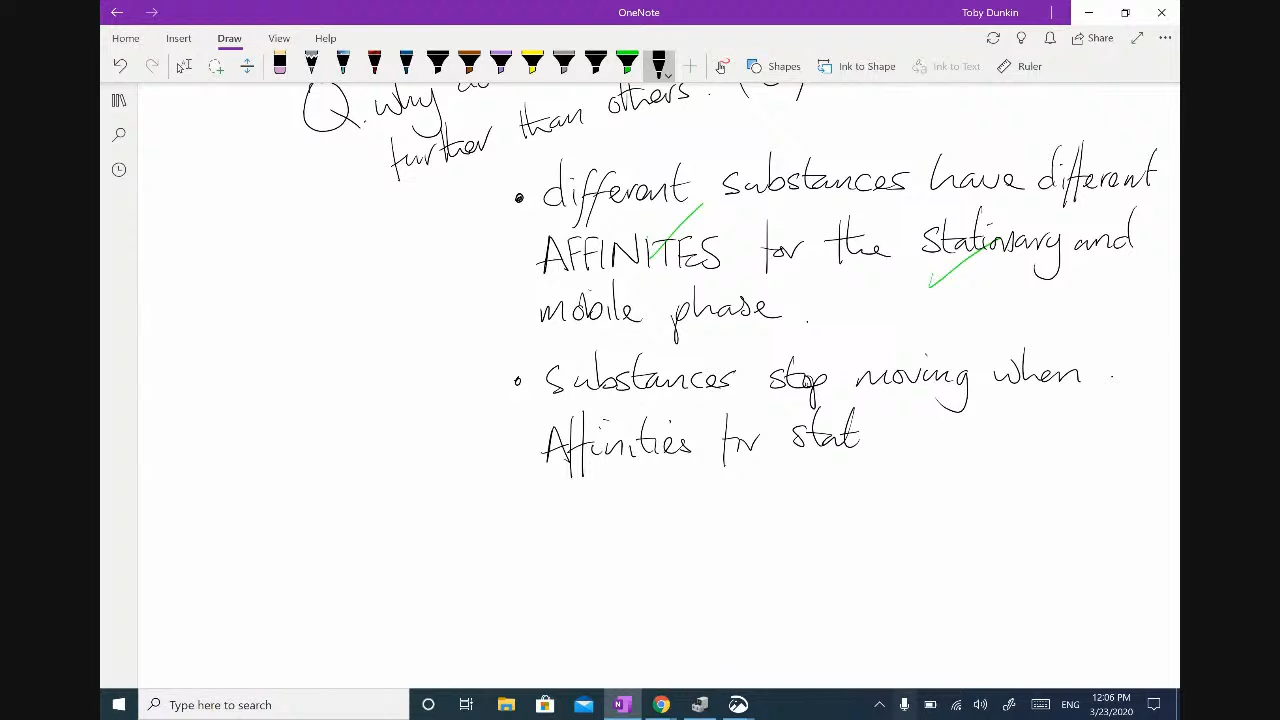 OneNote
Toby Dunkin
Home Insert Draw View Help
Share
Shapes Ink to Shape Ink to Text Ruler
Q. why
further than others.
• different substances have different
AFFINITES for the stationary and
mobile phase.
• substances stop moving when
Affinities for stat
Type here to search
ENG
12:06 PM
3/23/2020